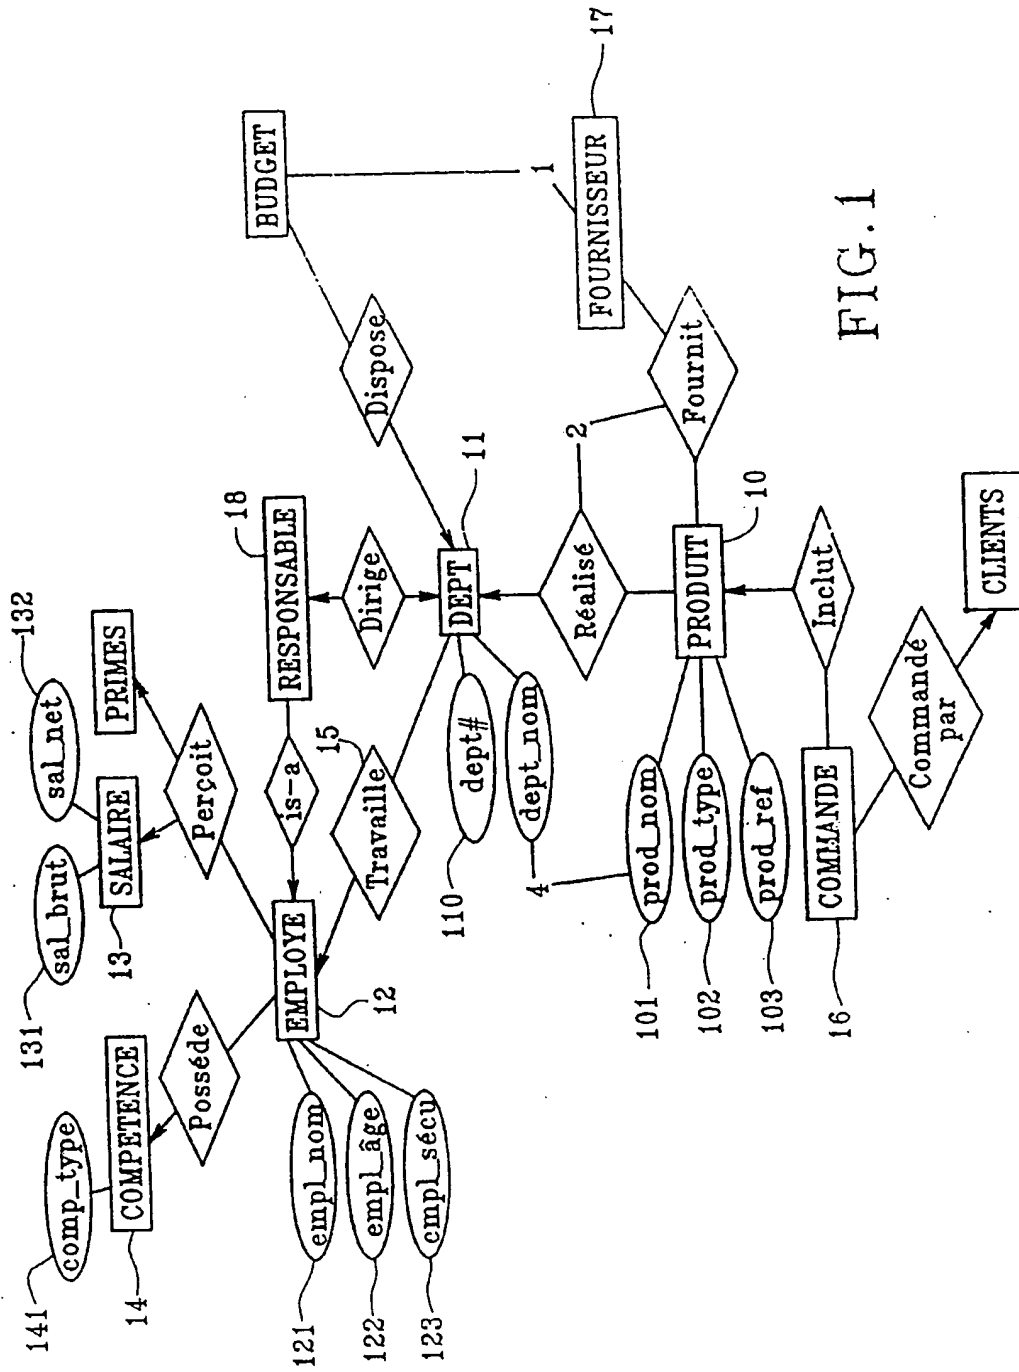 141
comp_type
14
COMPETENCE
Possède
131
sal_brut
sal_net
132
13
SALAIRE
PRIMES
Perçoit
121
empl_nom
122
empl_âge
123
empl_sécu
EMPLOYE
12
is-a
RESPONSABLE
18
Travaille
15
Dirige
Dispose
BUDGET
110
dept#
dept_nom
DEPT
11
4
Réalisé
2
1
101
prod_nom
102
prod_type
103
prod_ref
PRODUIT
10
Fournit
FOURNISSEUR
17
16
COMMANDE
Inclut
Commandé
par
CLIENTS
FIG.1